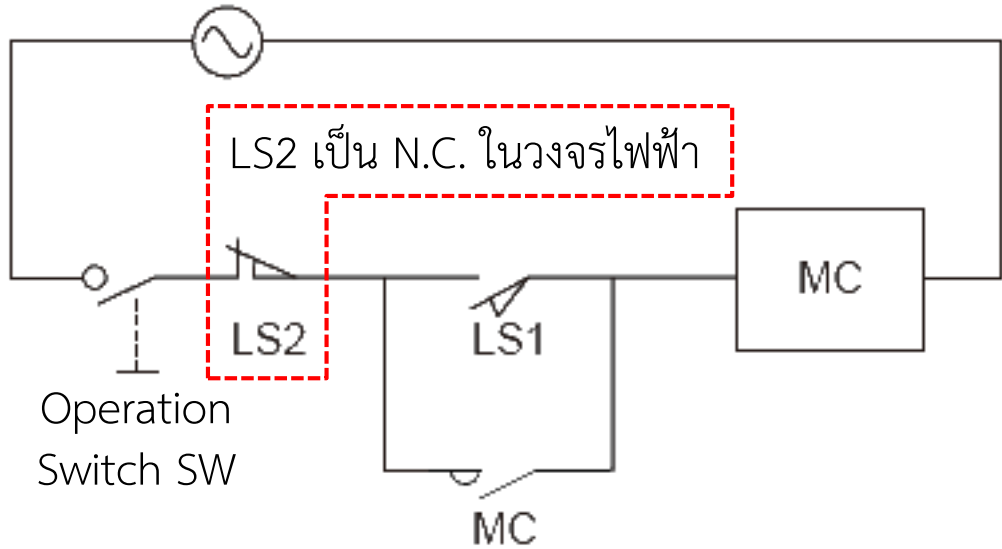 LS2 เป็น N.C. ในวงจรไฟฟ้า
MC
LS2
LS1
Operation
Switch SW
MC